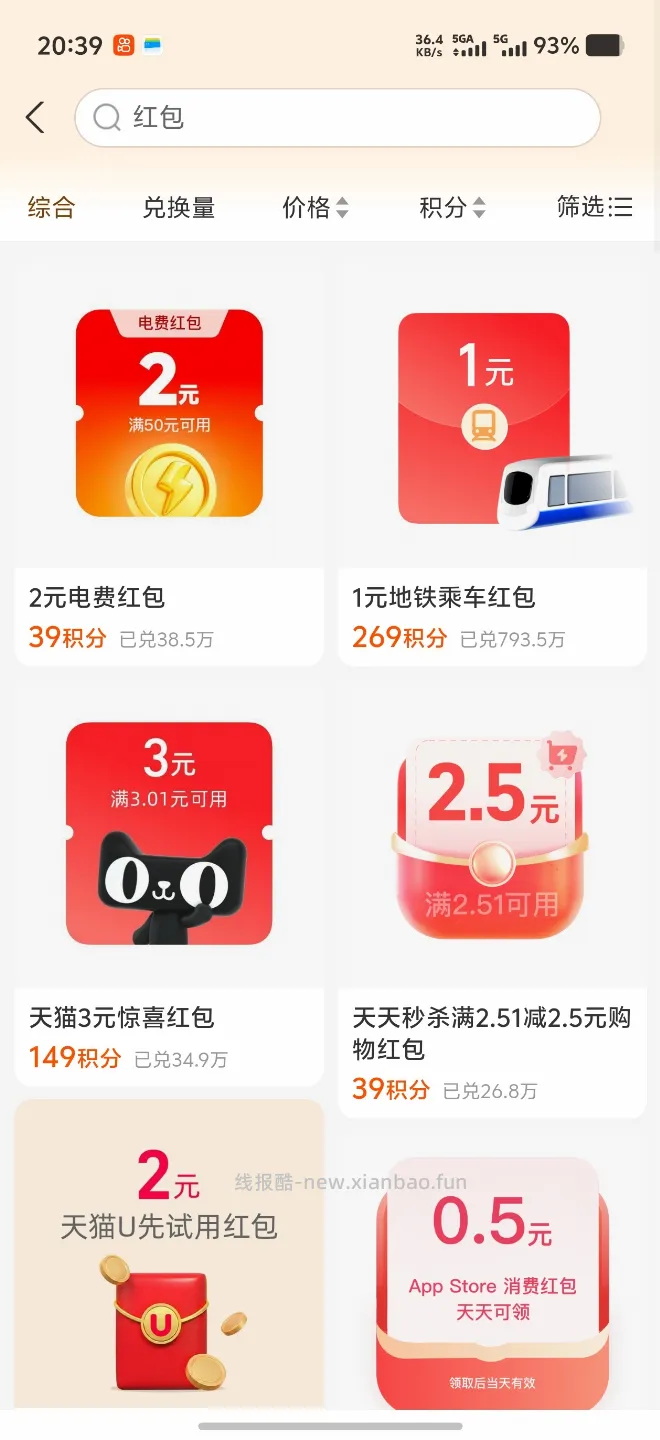 20:39
36.4 KB/s 5GA 5G 93%
红包
综合 兑换量 价格 积分 筛选
电费红包
2元
满50元可用
2元电费红包
39积分 已兑38.5万
1元
1元地铁乘车红包
269积分 已兑793.5万
3元
满3.01元可用
天猫3元惊喜红包
149积分 已兑34.9万
2.5元
满2.51可用
天天秒杀满2.51减2.5元购
物红包
39积分 已兑26.8万
2元
天猫U先试用红包
U
线报酷-new.xianbao.fun
0.5元
App Store 消费红包
天天可领
领取后当天有效